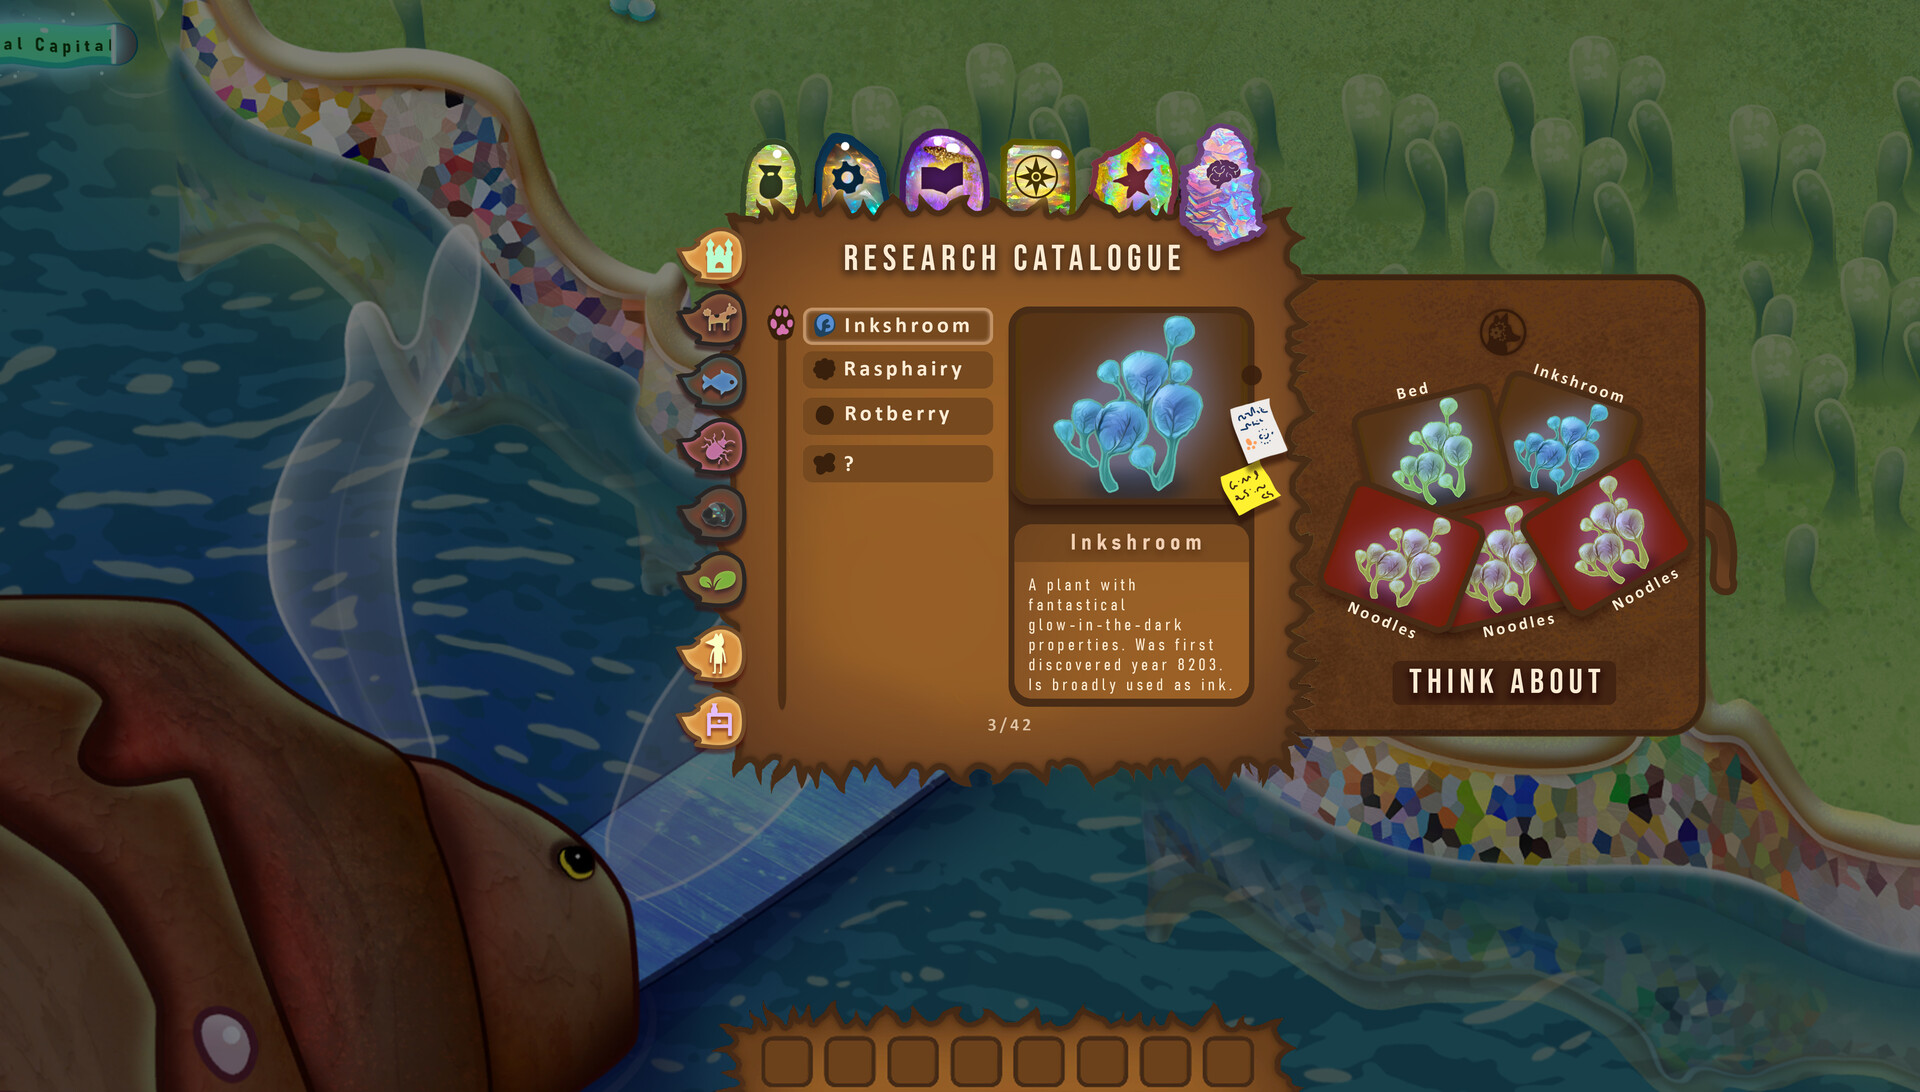 al Capital
RESEARCH CATALOGUE
Inkshroom
Rasphairy
Rotberry
?
Inkshroom
A plant with
fantastical
glow-in-the-dark
properties. Was first
discovered year 8203.
Is broadly used as ink.
3/42
Bed
Inkshroom
Noodles
Noodles
Noodles
THINK ABOUT